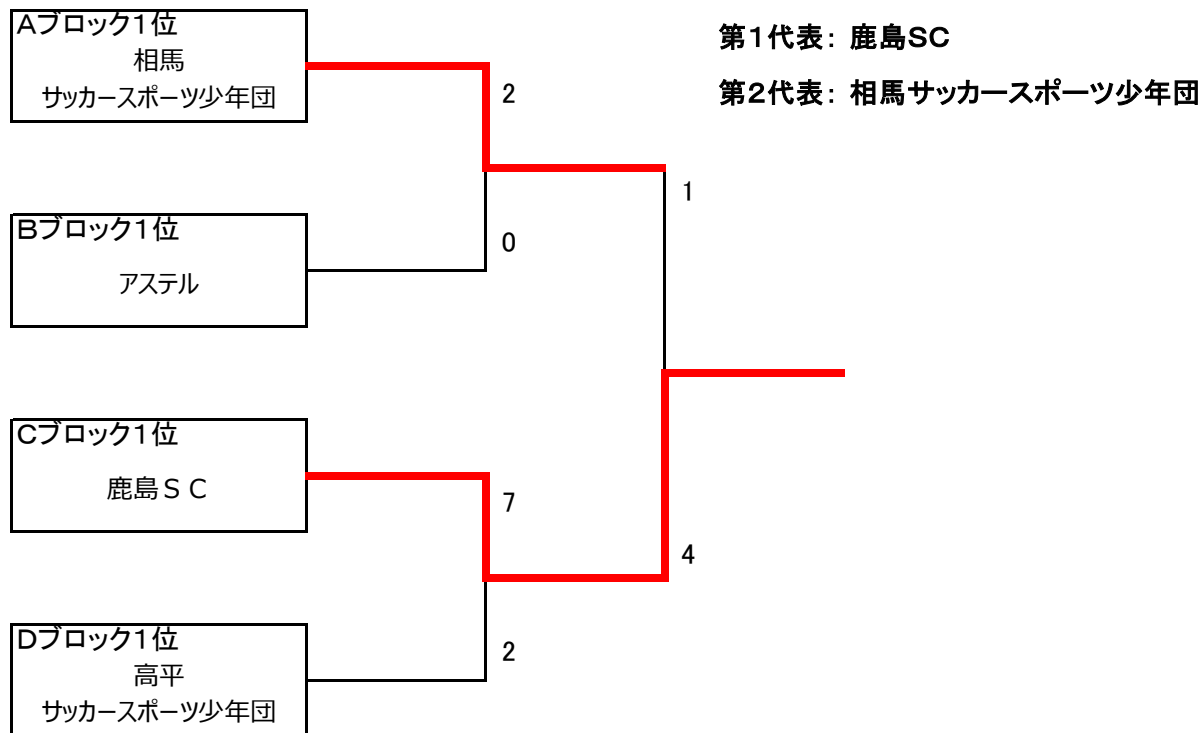 Aブロック1位
相馬
サッカースポーツ少年団
第1代表： 鹿島SC
第2代表： 相馬サッカースポーツ少年団
2
1
Bブロック1位
0
アステル
Cブロック1位
鹿島ＳＣ
7
4
Dブロック1位
2
高平
サッカースポーツ少年団